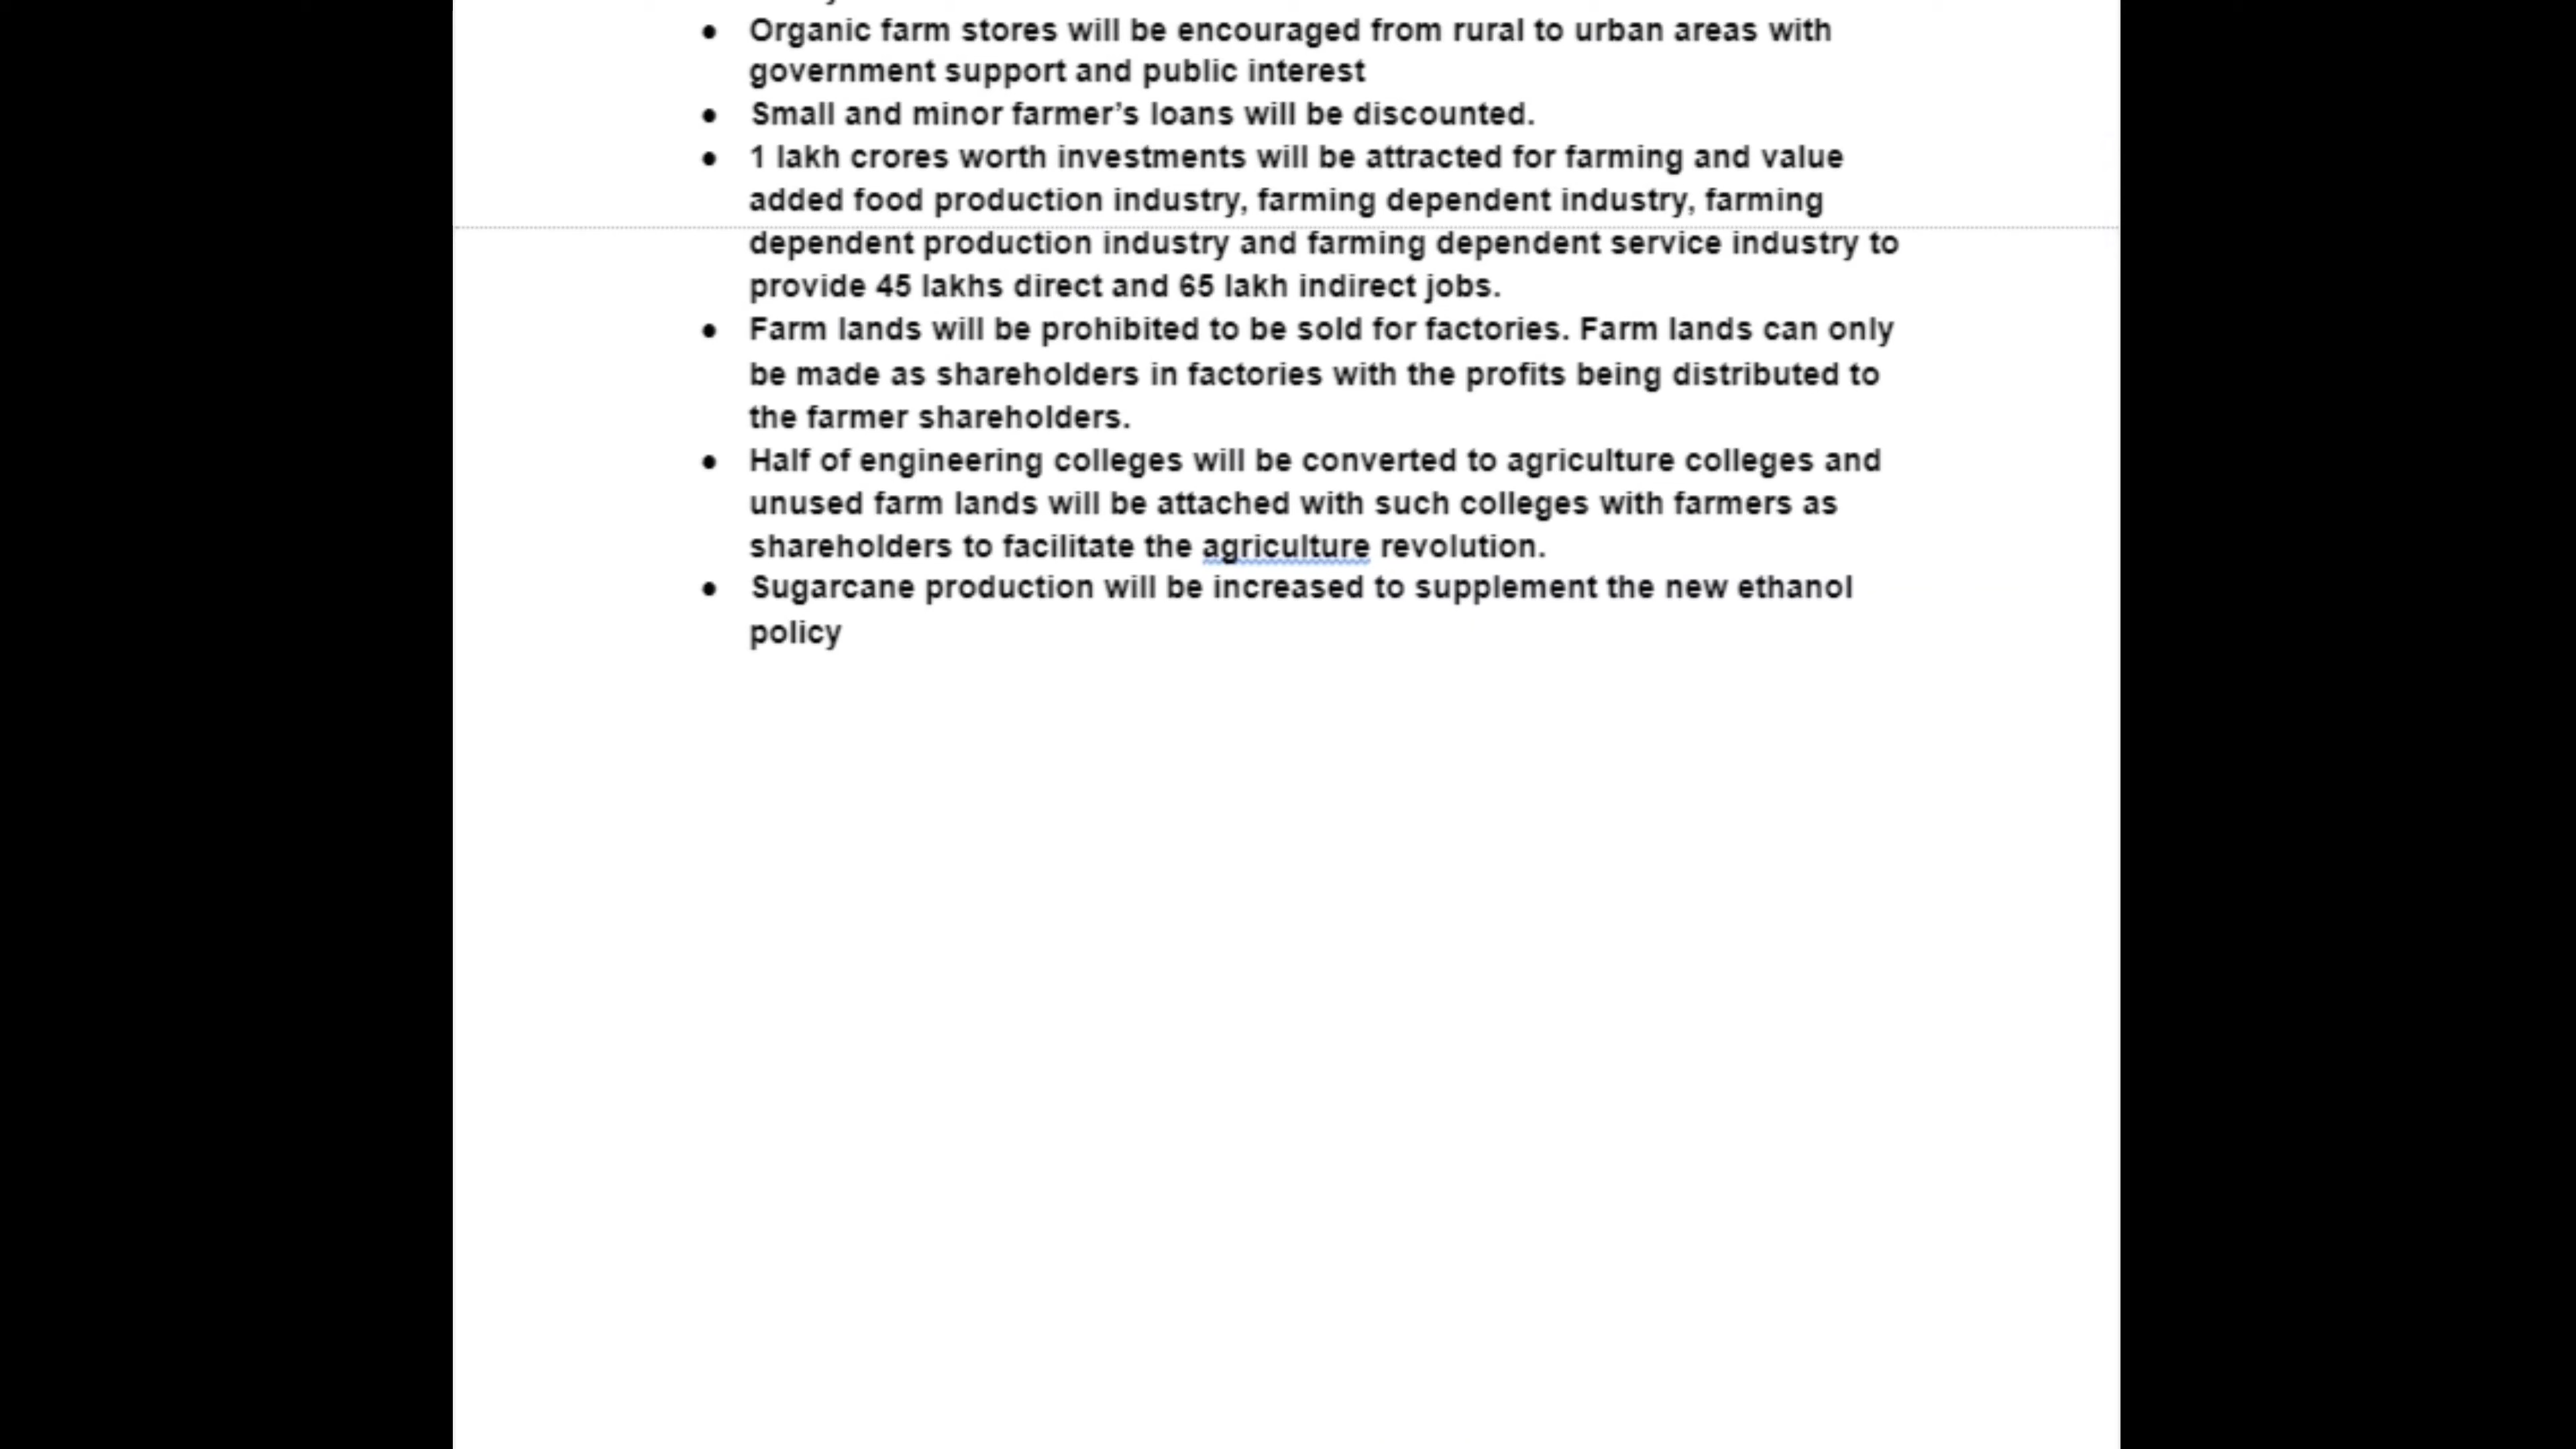 ● Organic farm stores will be encouraged from rural to urban areas with
government support and public interest
● Small and minor farmer’s loans will be discounted.
● 1 lakh crores worth investments will be attracted for farming and value
added food production industry, farming dependent industry, farming
dependent production industry and farming dependent service industry to
provide 45 lakhs direct and 65 lakh indirect jobs.
● Farm lands will be prohibited to be sold for factories. Farm lands can only
be made as shareholders in factories with the profits being distributed to
the farmer shareholders.
● Half of engineering colleges will be converted to agriculture colleges and
unused farm lands will be attached with such colleges with farmers as
shareholders to facilitate the agriculture revolution.
● Sugarcane production will be increased to supplement the new ethanol
policy